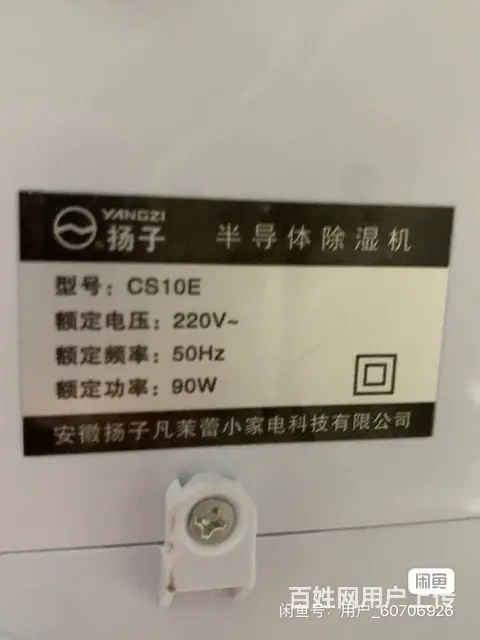 YANGZI
扬子
半导体除湿机
型号：CS10E
额定电压：220V~
额定频率：50Hz
额定功率：90W
安徽扬子凡茱蕾小家电科技有限公司
闲鱼
百姓网用户上传
闲鱼号：用户_60706926